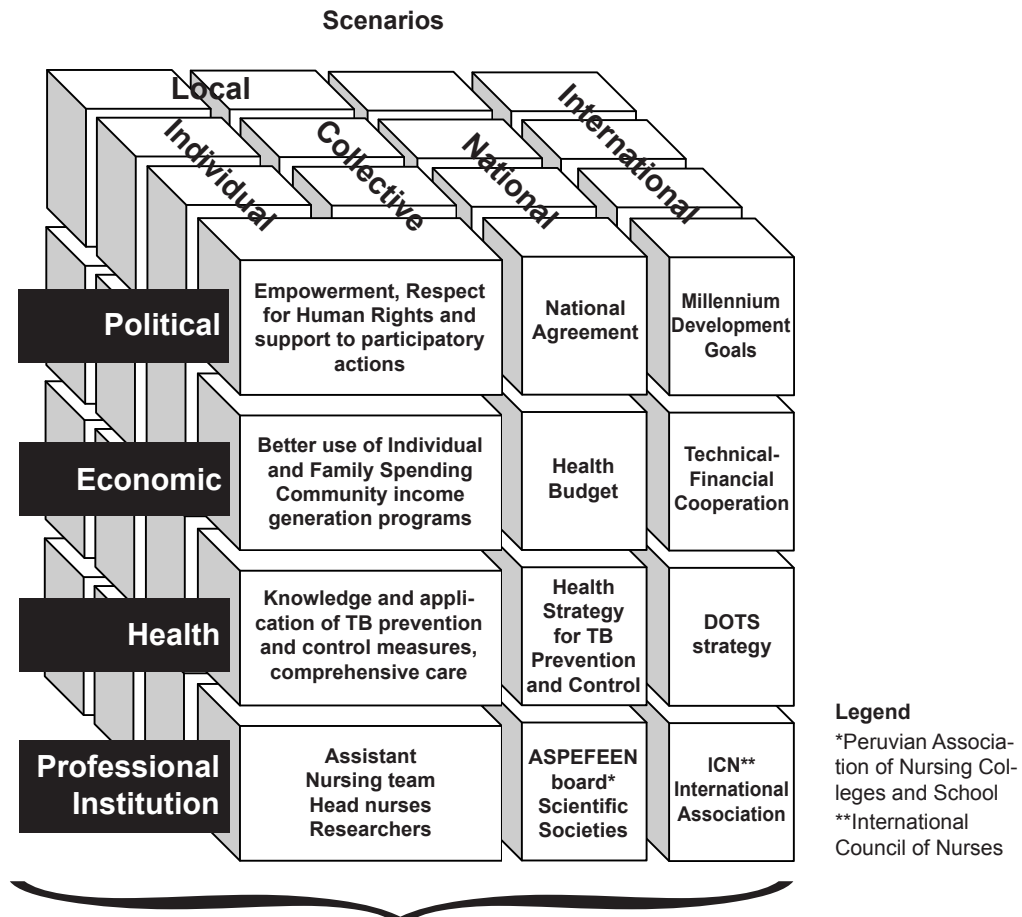 Scenarios
Local
Individual
Collective
National
International
Political
Empowerment, Respect
for Human Rights and
support to participatory
actions
National
Agreement
Millennium
Development
Goals
Economic
Better use of Individual
and Family Spending
Community income
generation programs
Health
Budget
Technical-
Financial
Cooperation
Health
Knowledge and appli-
cation of TB prevention
and control measures,
comprehensive care
Health
Strategy
for TB
Prevention
and Control
DOTS
strategy
Professional
Institution
Assistant
Nursing team
Head nurses
Researchers
ASPEFEEN
board*
Scientific
Societies
ICN**
International
Association
Legend
*Peruvian Associa-
tion of Nursing Col-
leges and School
**International
Council of Nurses